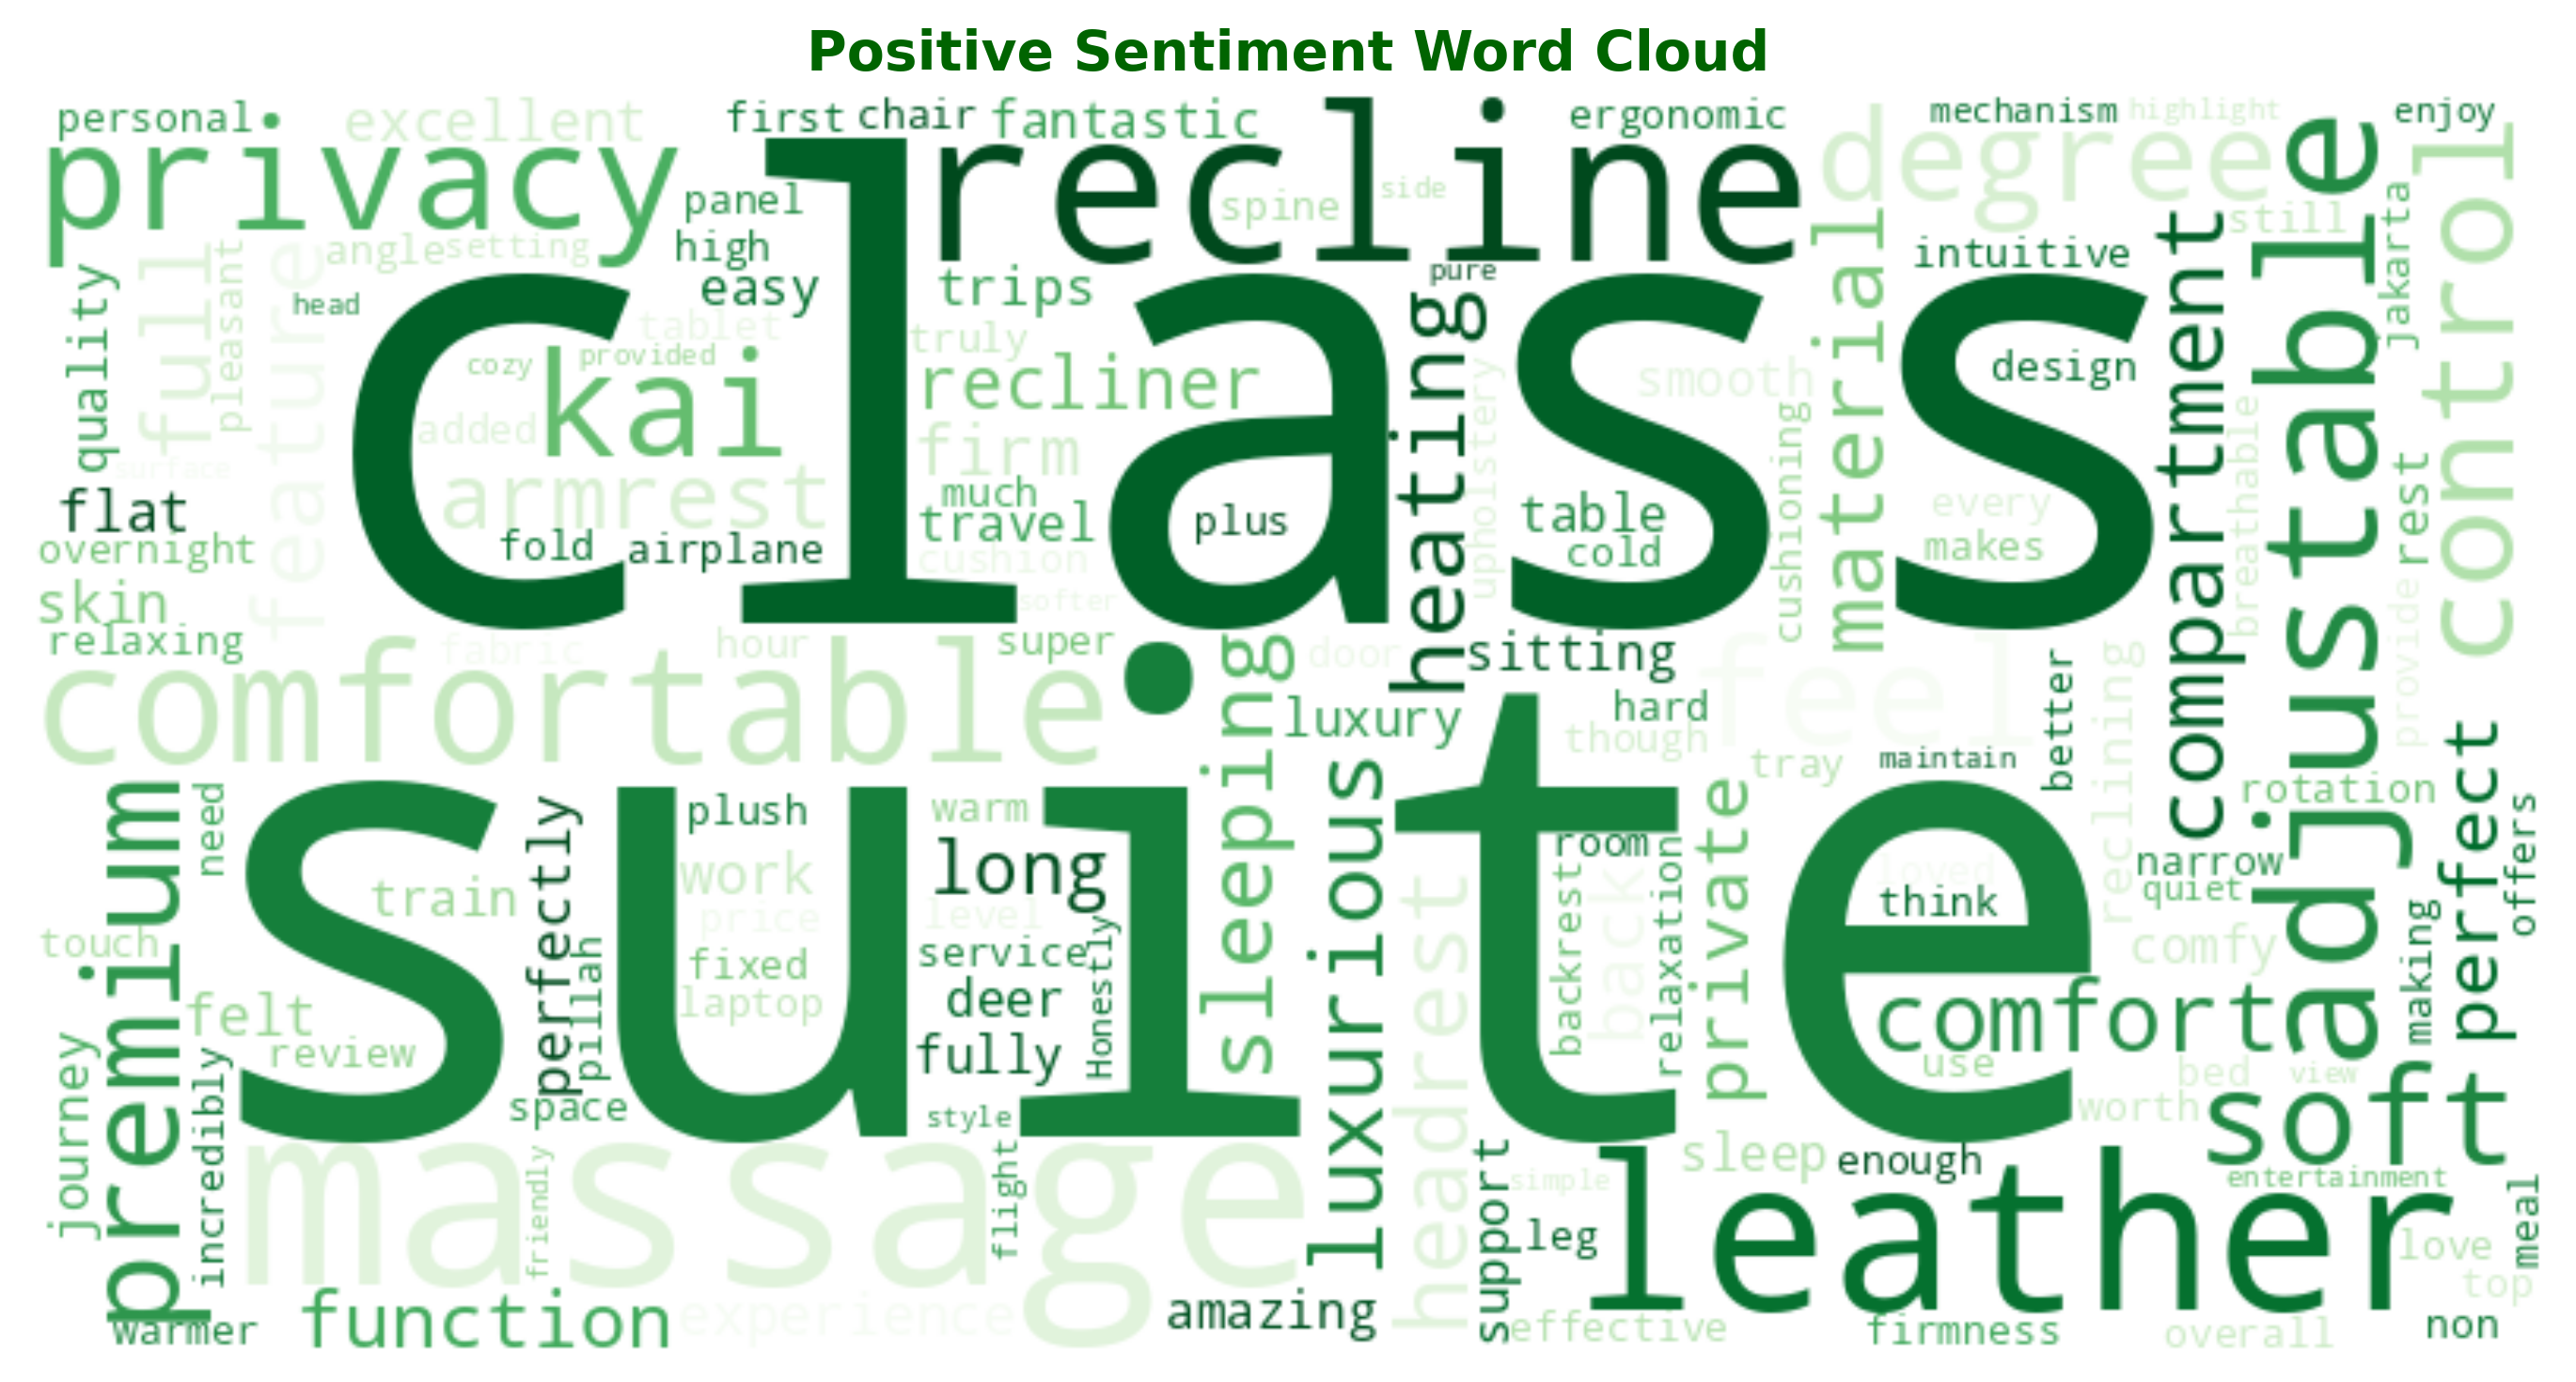 Positive Sentiment Word Cloud
personal
excellent
first
chair
fantastic
ergonomic
mechanism
highlight
enjoy
privacy
panel
recline
spine
side
degree
still
adjustable
control
jakarta
full
pleasant
feature
angle
setting
high
easy
trips
pure
intuitive
material
compartment
quality
head
class
tablet
truly
heating
smooth
design
cozy
provided
kai
recliner
upholstery
cushioning
breathable
added
firm
surface
armrest
much
flat
fold
airplane
travel
plus
table
cold
every
makes
rest
overnight
cushion
skin
softer
provide
relaxing
comfortable
fabric
hour
super
sleeping
door
sitting
feel
better
reclining
luxury
hard
though
tray
maintain
premium
need
suite
perfectly
plush
warm
luxurious
room
private
narrow
rotation
perfect
offers
train
work
long
headrest
backrest
back
relaxation
loved
think
quiet
touch
price
level
service
Honestly
comfy
making
pillah
fixed
laptop
deer
felt
review
fully
comfort
use
journey
incredibly
space
style
bed
view
worth
soft
massage
friendly
flight
support
simple
sleep
enough
entertainment
meal
leg
leather
love
top
warmer
function
experience
amazing
effective
firmness
overall
non